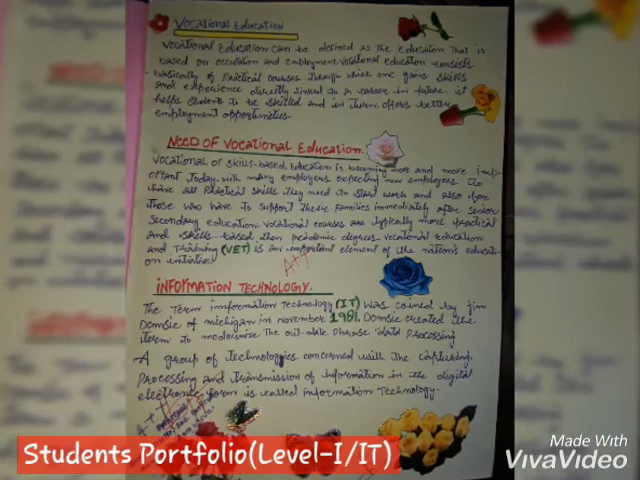 Vocational Education
Vocational Education can be defined as the education that is
based on occupation and employment. Vocational education consists
basically of Practical courses through which one gains skills
and experience directly linked to a career in future. it
helps students to be skilled and in turn offers better
employment opportunities.
NEED OF VOCATIONAL EDUCATION.
Vocational or skills-based, Education is becoming more and more imp-
ortant today, with many employers expecting new employees to
have all Practical skills they need to start work and also for
those who have to support their families immediately after senior
Secondary education. Vocational courses are typically more practical
and skills-based than academic degrees. Vocational education
and Training (VET) is an important element of the nation's educati-
on initiative
A++
INFORMATION TECHNOLOGY.
The Term information Technology (IT) was coined by Jim
Domsic of michigan in november 1981. Domsic created the
term to modernize the out-able Phrase "data Processing
A group of technologies concerned with the capturing,
Processing and transmission of information in the digital
electronic form is called information Technology.
A++
Students Portfolio(Level-I/IT)
Made With
VivaVideo